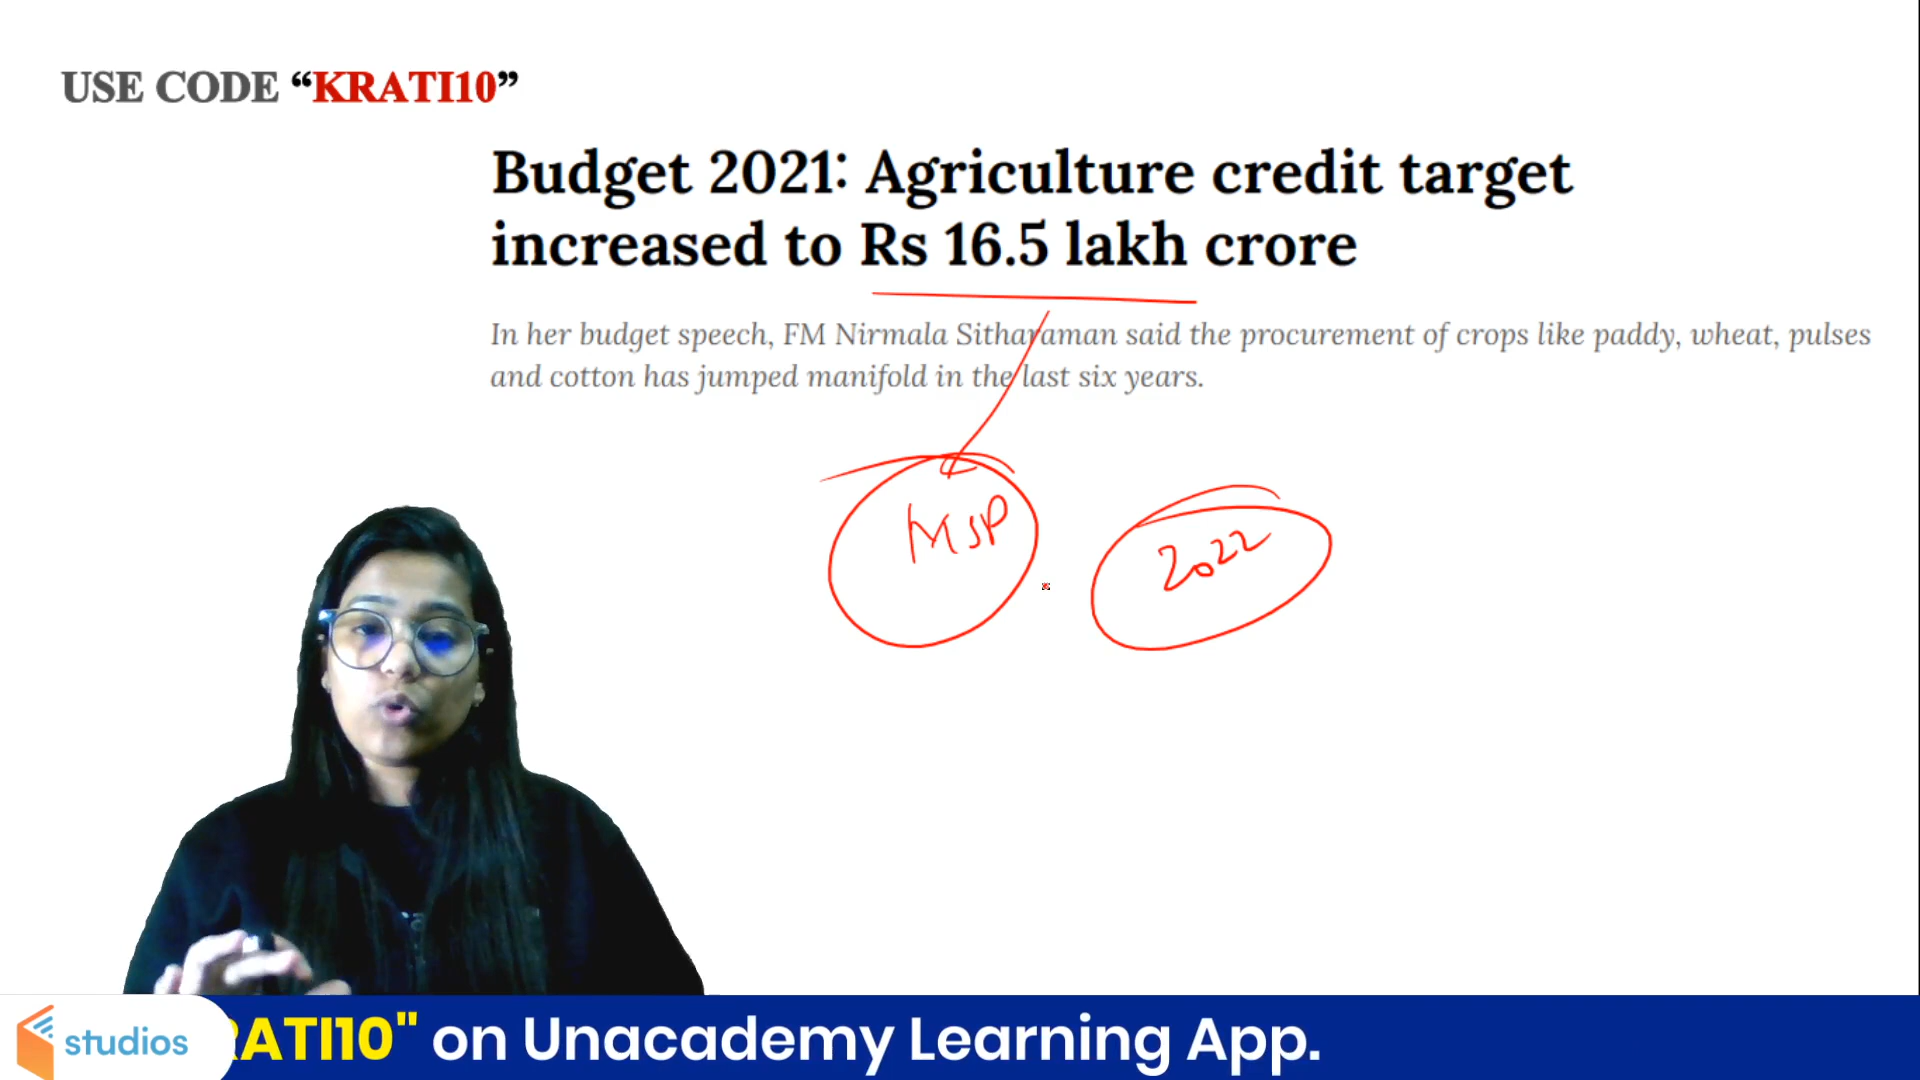 USE CODE “KRATI10”
Budget 2021: Agriculture credit target
increased to Rs 16.5 lakh crore
In her budget speech, FM Nirmala Sitharaman said the procurement of crops like paddy, wheat, pulses
and cotton has jumped manifold in the last six years.
MSP
2022
studios
RATI10" on Unacademy Learning App.